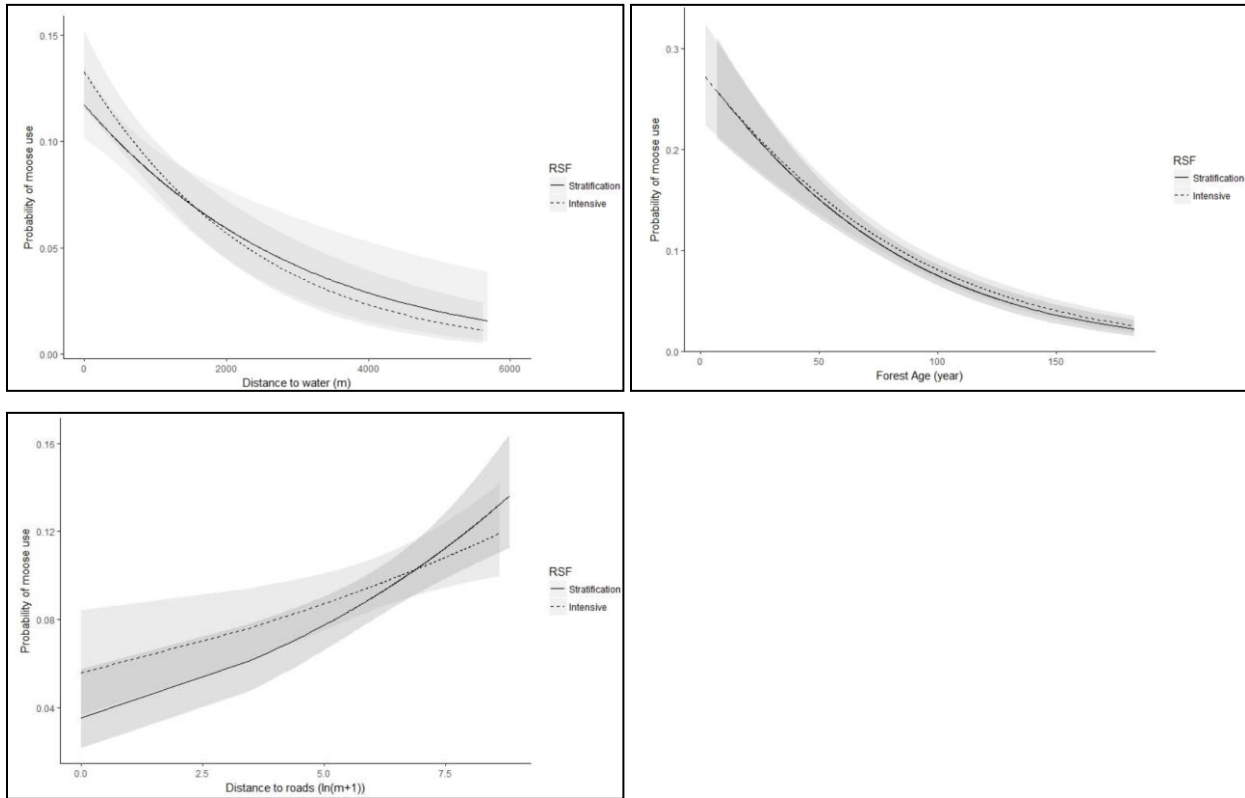 0.15
0.10
0.05
0.00
Probability of moose use
0
2000
4000
6000
Distance to water (m)
RSF
Stratification
Intensive
0.3
0.2
0.1
0.0
Probability of moose use
0
50
100
150
Forest Age (year)
RSF
Stratification
Intensive
0.16
0.12
0.08
0.04
Probability of moose use
0.0
2.5
5.0
7.5
Distance to roads (ln(m+1))
RSF
Stratification
Intensive